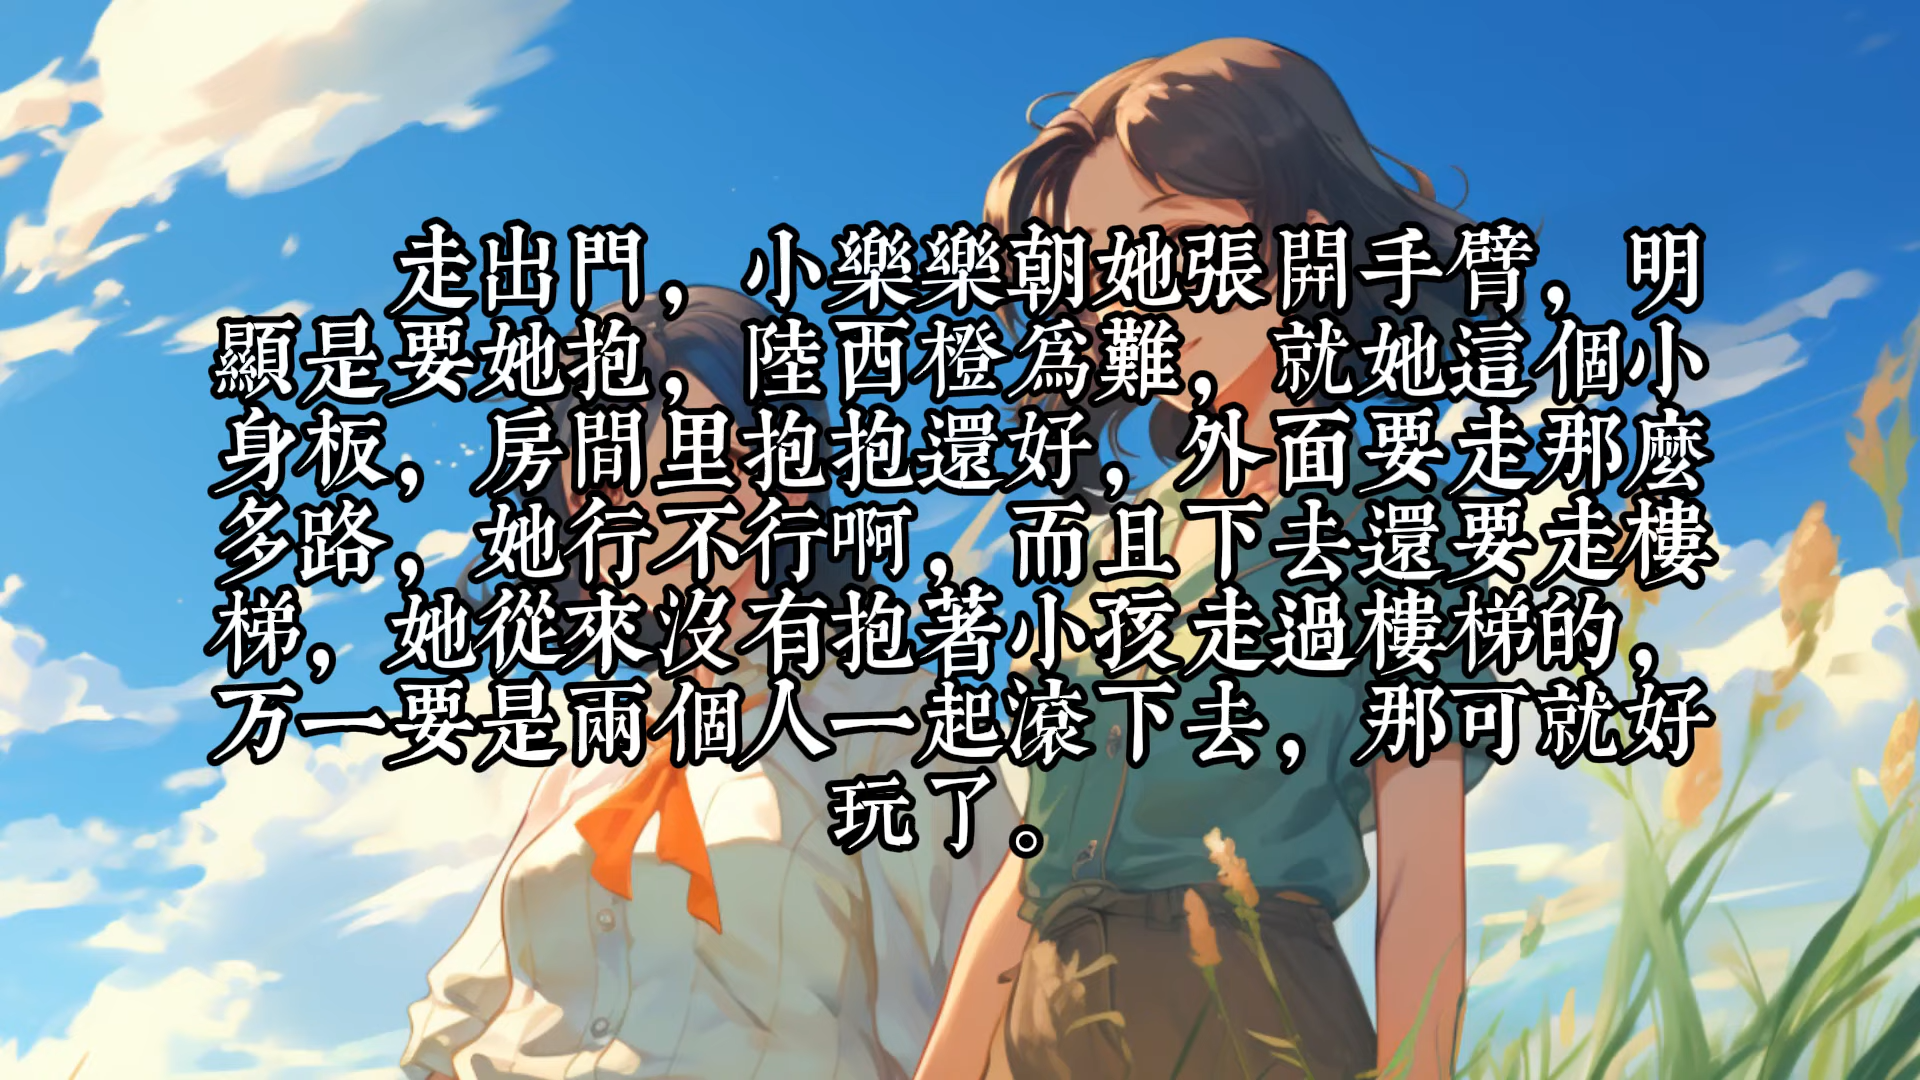 走出門，小樂樂朝她張開手臂，明
顯是要她抱，陸西橙爲難，就她這個小
身板，房間里抱抱還好，外面要走那麼
多路，她行不行啊，而且下去還要走樓
梯，她從來沒有抱著小孩走過樓梯的，
万一要是兩個人一起滾下去，那可就好
玩了。